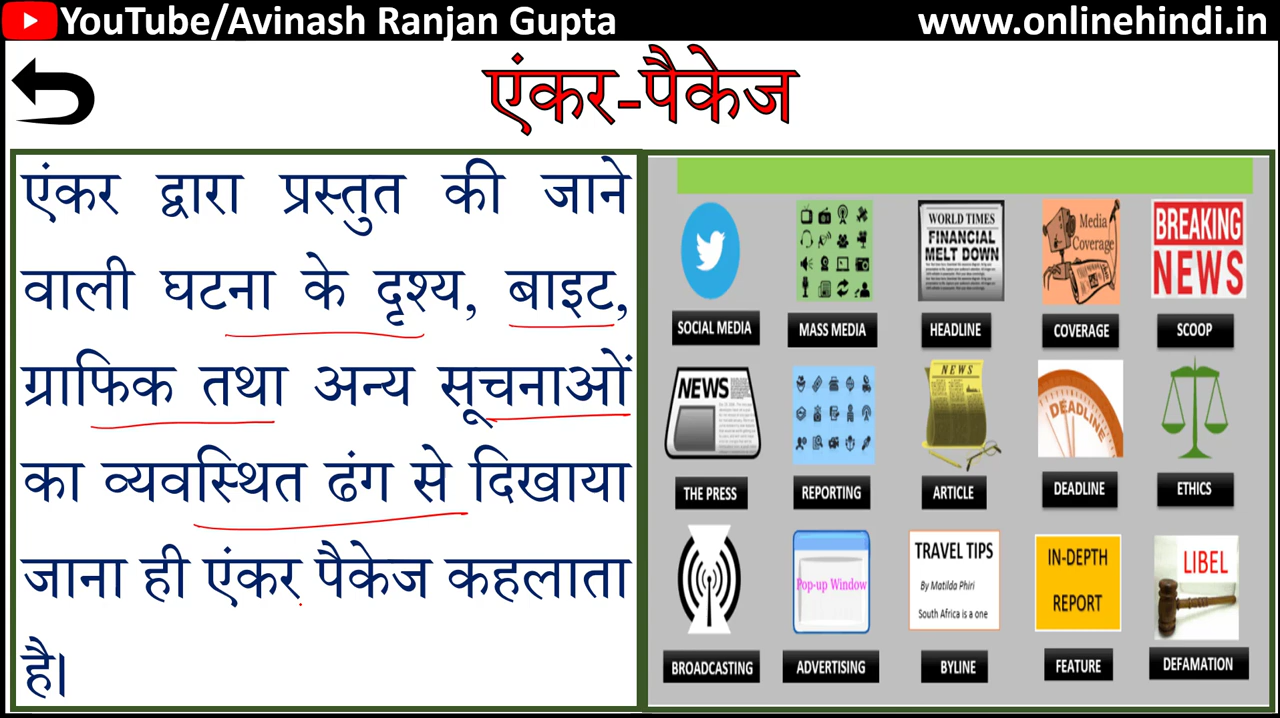 YouTube/Avinash Ranjan Gupta
www.onlinehindi.in
एंकर-पैकेज
एंकर द्वारा प्रस्तुत की जाने
वाली घटना के दृश्य, बाइट,
ग्राफिक तथा अन्य सूचनाओं
का व्यवस्थित ढंग से दिखाया
जाना ही एंकर पैकेज कहलाता
है।
WORLD TIMES
FINANCIAL
MELT DOWN
Media
Coverage
BREAKING
NEWS
SOCIAL MEDIA
MASS MEDIA
HEADLINE
COVERAGE
SCOOP
NEWS
NEWS
DEADLINE
THE PRESS
REPORTING
ARTICLE
DEADLINE
ETHICS
Pop-up Window
TRAVEL TIPS
By Matilda Phiri
South Africa is a one
IN-DEPTH
REPORT
LIBEL
BROADCASTING
ADVERTISING
BYLINE
FEATURE
DEFAMATION